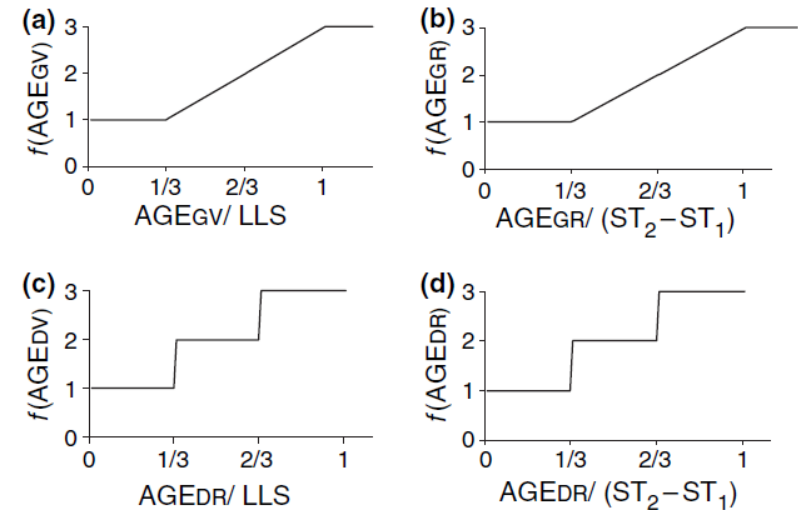 (a)
f(AGEGV)
3
2
1
0
0 1/3 2/3 1
AGEGV/ LLS
(b)
f(AGEGR)
3
2
1
0
0 1/3 2/3 1
AGEGR/ (ST2−ST1)
(c)
f(AGEDV)
3
2
1
0
0 1/3 2/3 1
AGEDR/ LLS
(d)
f(AGEDR)
3
2
1
0
0 1/3 2/3 1
AGEDR/ (ST2−ST1)